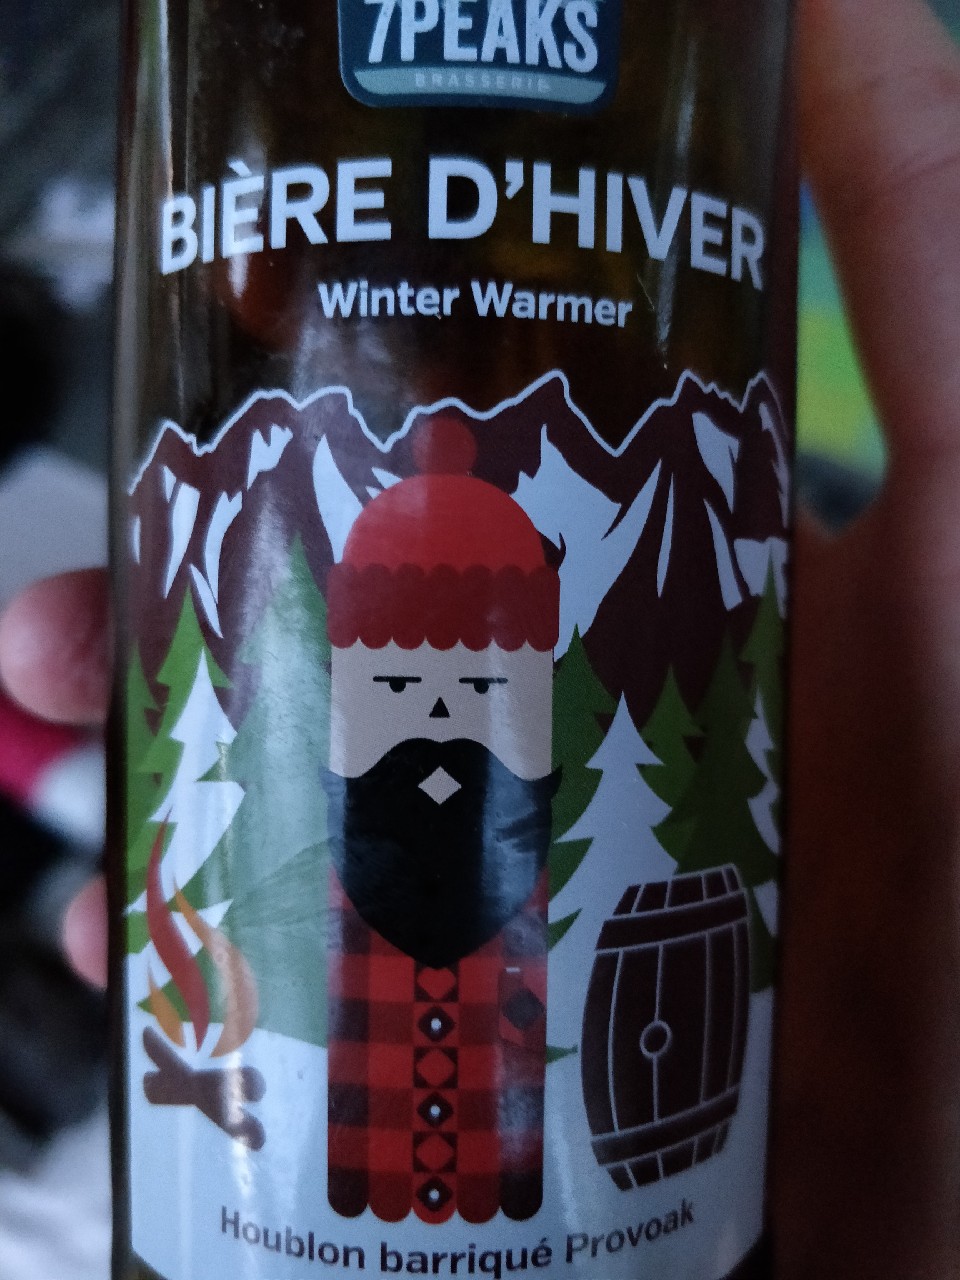 7PEAKS
BRASSERIE
BIÈRE D'HIVER
Winter Warmer
Houblon barriqué Provoak